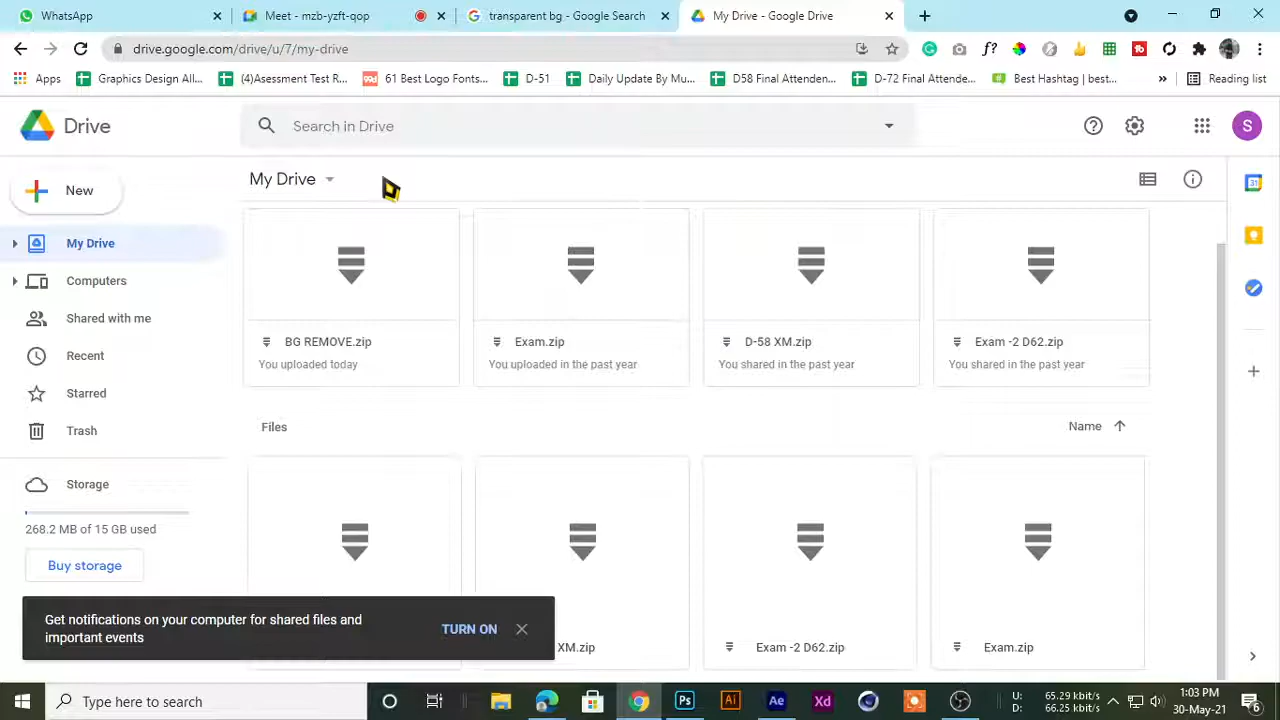 WhatsApp
Meet - mzb-yzft-qop
transparent bg - Google Search
My Drive - Google Drive
drive.google.com/drive/u/7/my-drive
Apps
Graphics Design All...
(4)Asessment Test R...
61 Best Logo Fonts...
D-51
Daily Update By Mu...
D58 Final Attenden...
D-72 Final Attende...
Best Hashtag | best...
Reading list
Drive
Search in Drive
S
New
My Drive
Computers
Shared with me
Recent
Starred
Trash
Storage
268.2 MB of 15 GB used
Buy storage
My Drive
BG REMOVE.zip
You uploaded today
Exam.zip
You uploaded in the past year
D-58 XM.zip
You shared in the past year
Exam -2 D62.zip
You shared in the past year
Files
Name
XM.zip
Exam -2 D62.zip
Exam.zip
31
Get notifications on your computer for shared files and
important events
TURN ON
Type here to search
Ps
Ai
Ae
Xd
U: 65.29 kbit/s
D: 66.25 kbit/s
1:03 PM
30-May-21
6